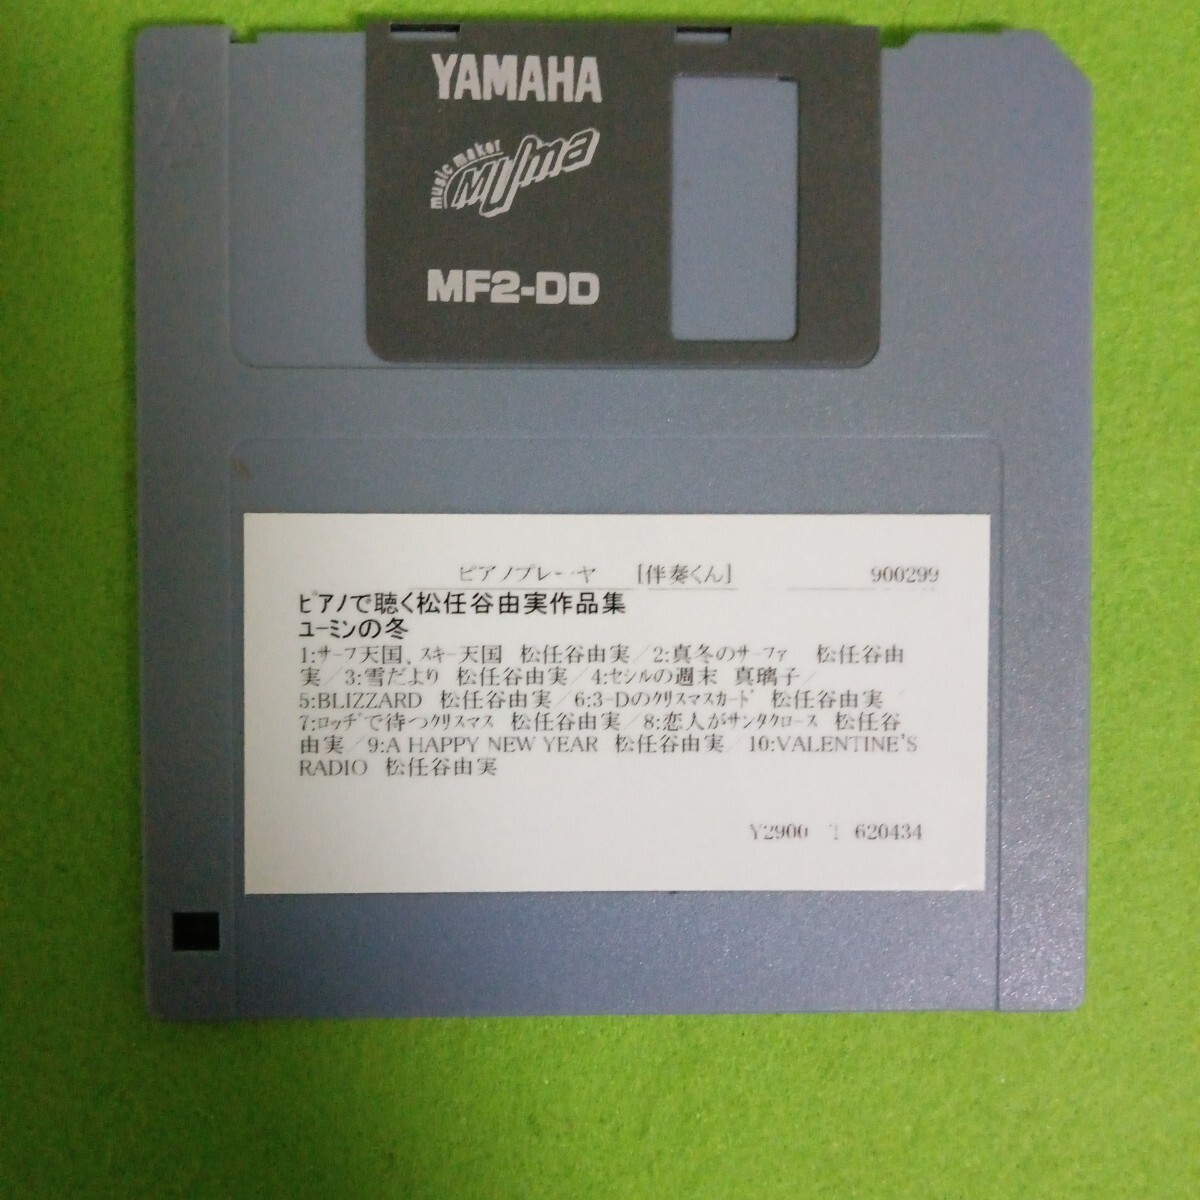 YAMAHA
music maker
MUma
MF2-DD
ピアノプレーヤ [伴奏くん] 900299
ﾋﾟｱﾉで聴く松任谷由実作品集
ﾕｰﾐﾝの冬
1:ｻｰﾌ天国､ｽｷｰ天国 松任谷由実／2:真冬のｻｰﾌｧ 松任谷由
実／3:雪だより 松任谷由実／4:ｾｼﾙの週末 真璃子／
5:BLIZZARD 松任谷由実／6:3-Dのｸﾘｽﾏｽｶｰﾄﾞ 松任谷由実／
7:ﾛｯﾁﾞで待つｸﾘｽﾏｽ 松任谷由実／8:恋人がｻﾝﾀｸﾛｰｽ 松任谷
由実／9:A HAPPY NEW YEAR 松任谷由実／10:VALENTINE'S
RADIO 松任谷由実
Y2900 620434